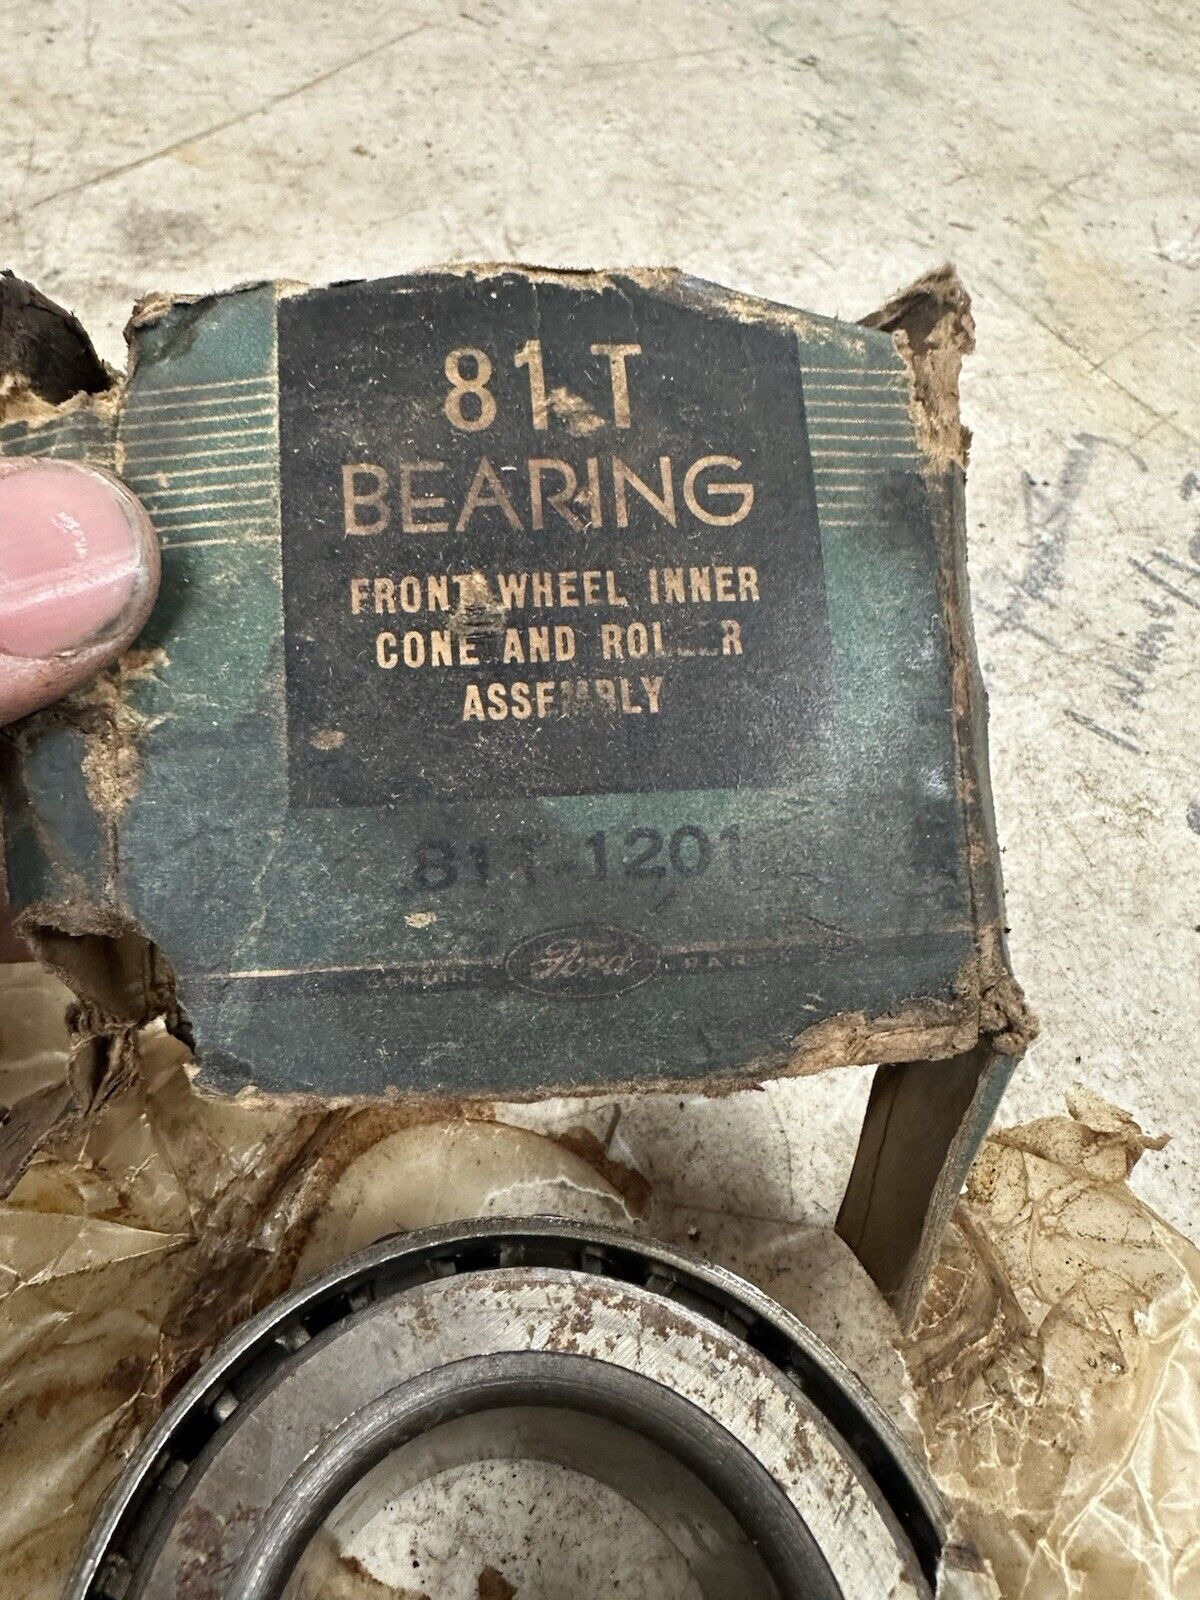 81 T
BEARING
FRONT WHEEL INNER
CONE AND ROLLER
ASSEMBLY
81T-1201
GENUINE Ford PARTS